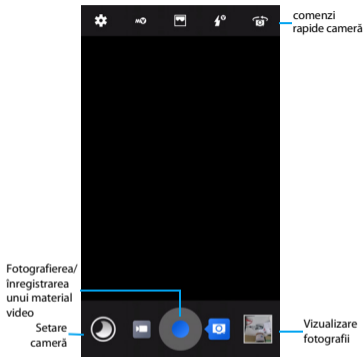 comenzi
rapide cameră
Fotografierea/
înregistrarea
unui material
video
Setare
cameră
Vizualizare
fotografii